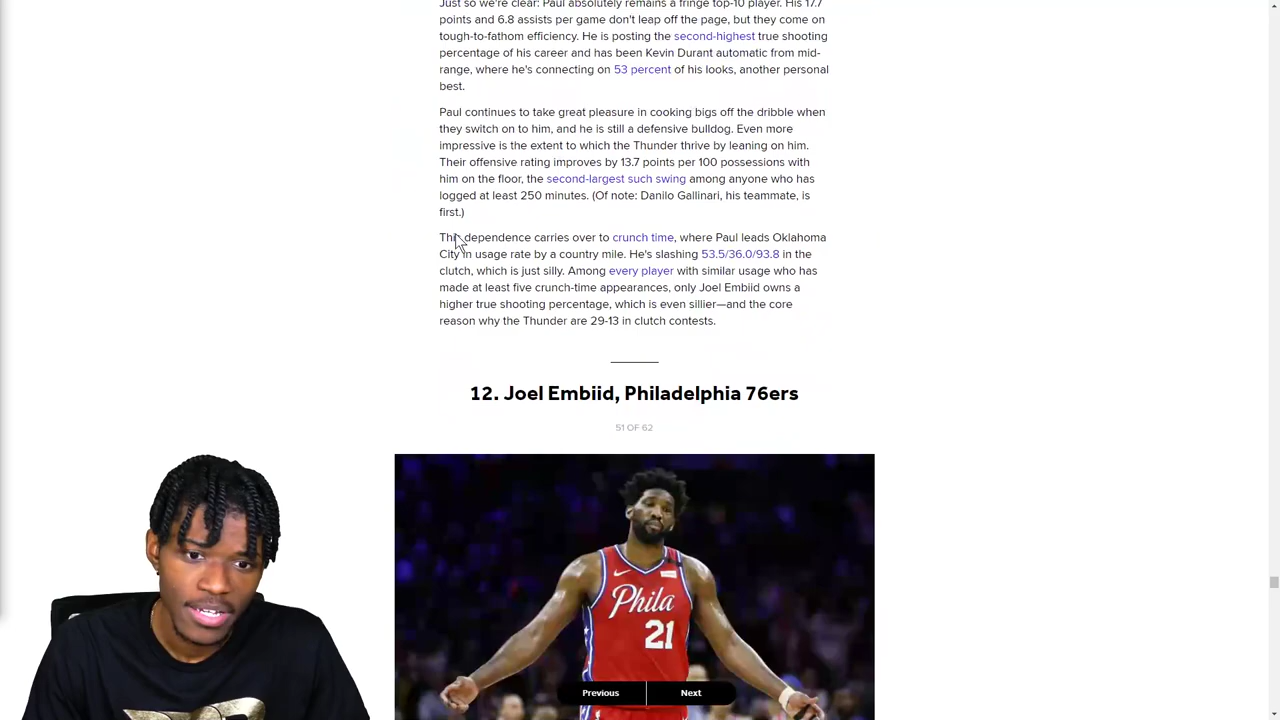 Just so we're clear: Paul absolutely remains a fringe top-10 player. His 17.7
points and 6.8 assists per game don't leap off the page, but they come on
tough-to-fathom efficiency. He is posting the second-highest true shooting
percentage of his career and has been Kevin Durant automatic from mid-
range, where he's connecting on 53 percent of his looks, another personal
best.
Paul continues to take great pleasure in cooking bigs off the dribble when
they switch on to him, and he is still a defensive bulldog. Even more
impressive is the extent to which the Thunder thrive by leaning on him.
Their offensive rating improves by 13.7 points per 100 possessions with
him on the floor, the second-largest such swing among anyone who has
logged at least 250 minutes. (Of note: Danilo Gallinari, his teammate, is
first.)
This dependence carries over to crunch time, where Paul leads Oklahoma
City in usage rate by a country mile. He's slashing 53.5/36.0/93.8 in the
clutch, which is just silly. Among every player with similar usage who has
made at least five crunch-time appearances, only Joel Embiid owns a
higher true shooting percentage, which is even sillier—and the core
reason why the Thunder are 29-13 in clutch contests.
12. Joel Embiid, Philadelphia 76ers
51 OF 62
Phila
21
Previous
Next